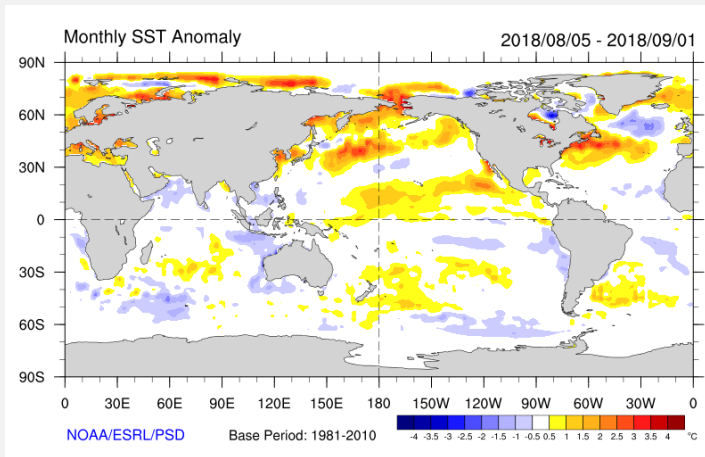 Monthly SST Anomaly 2018/08/05 - 2018/09/01
90N
60N
30N
0
30S
60S
90S
0 30E 60E 90E 120E 150E 180 150W 120W 90W 60W 30W 0
NOAA/ESRL/PSD Base Period: 1981-2010
-4 -3.5 -3 -2.5 -2 -1.5 -1 -0.5 0.5 1 1.5 2 2.5 3 3.5 4 °C